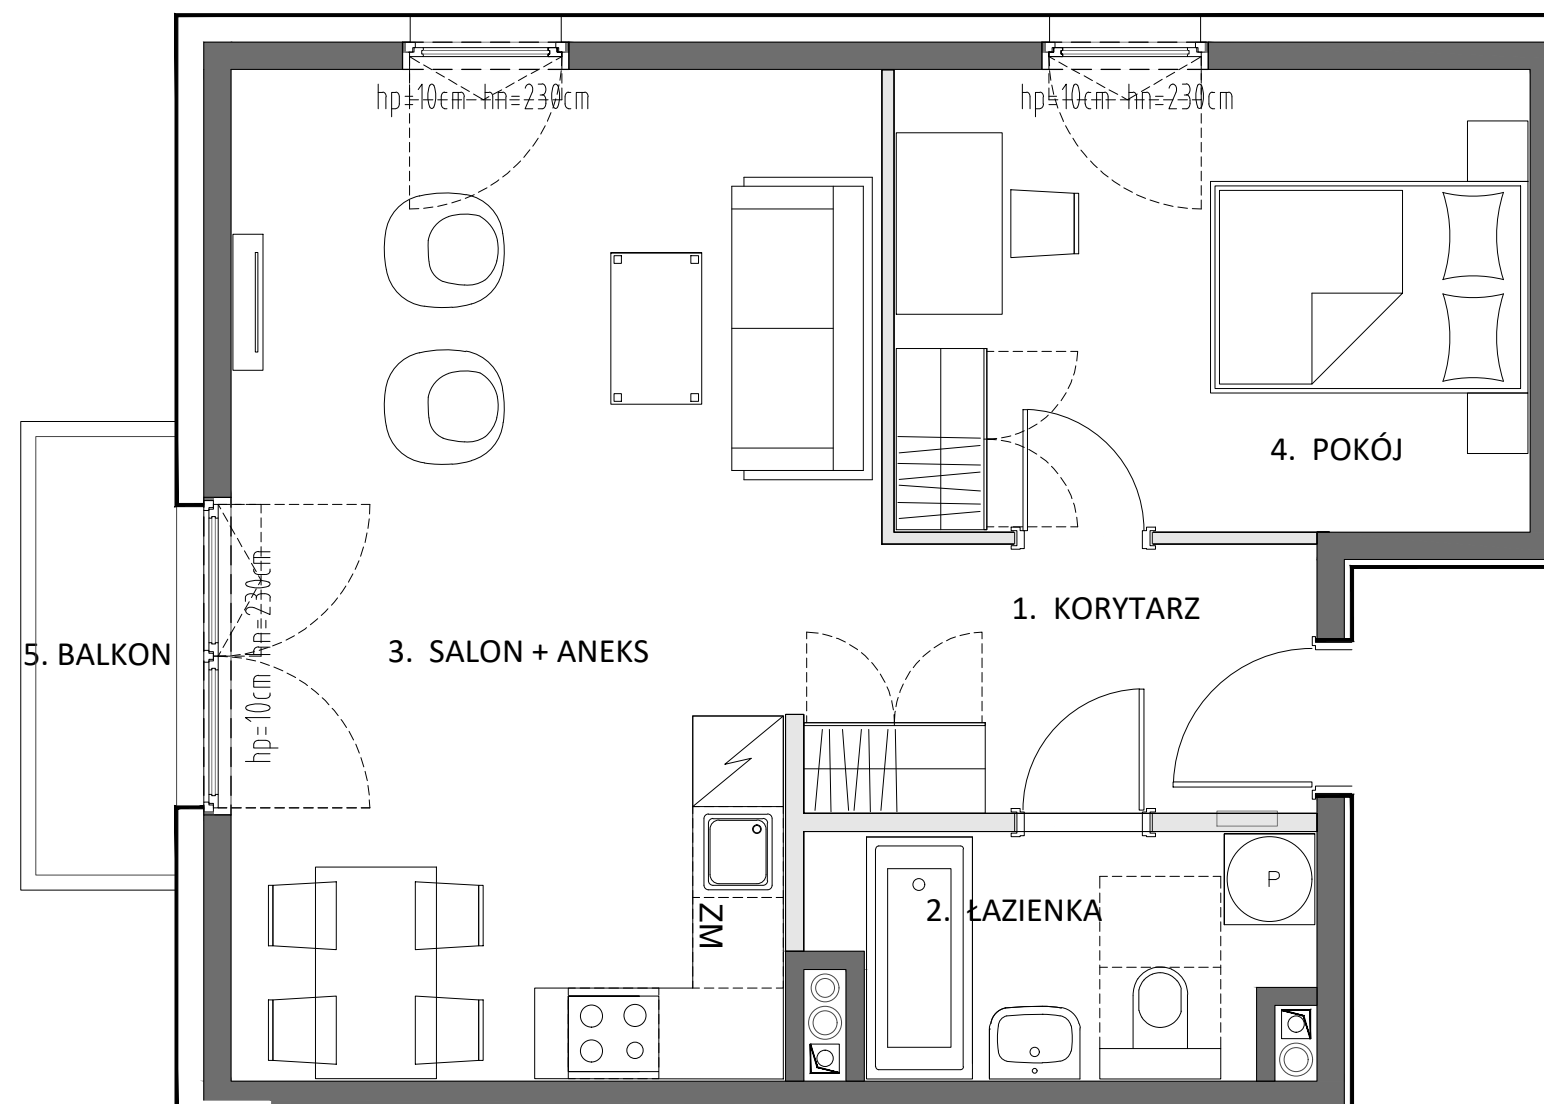 hp=10cm hn=230cm
hp=10cm hn=230cm
4. POKÓJ
1. KORYTARZ
5. BALKON
hp=10cm hn=230cm
3. SALON + ANEKS
P
2. ŁAZIENKA
ZM